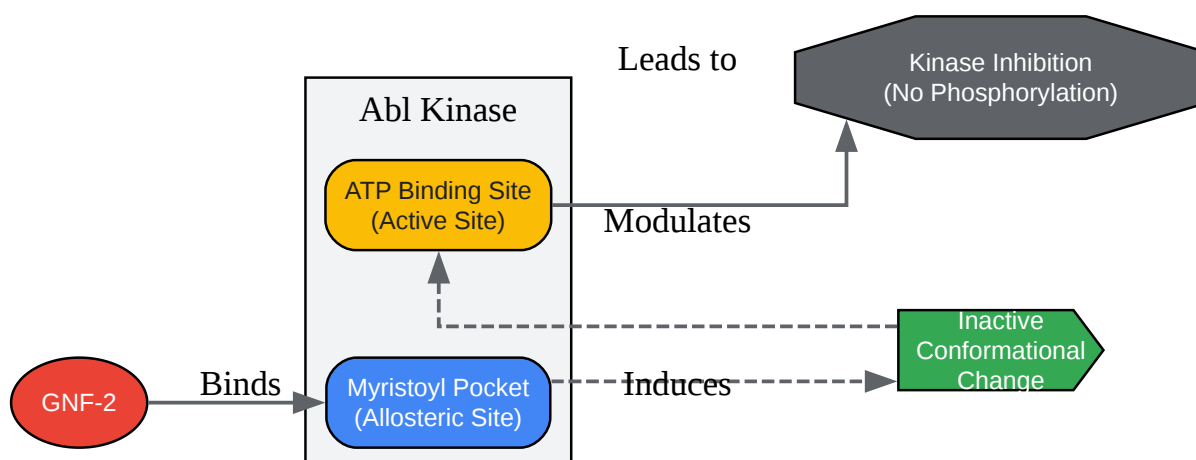 Leads to
Kinase Inhibition
(No Phosphorylation)
Abl Kinase
ATP Binding Site
(Active Site)
Modulates
Inactive
Conformational
Change
GNF-2
Binds
Myristoyl Pocket
(Allosteric Site)
Induces